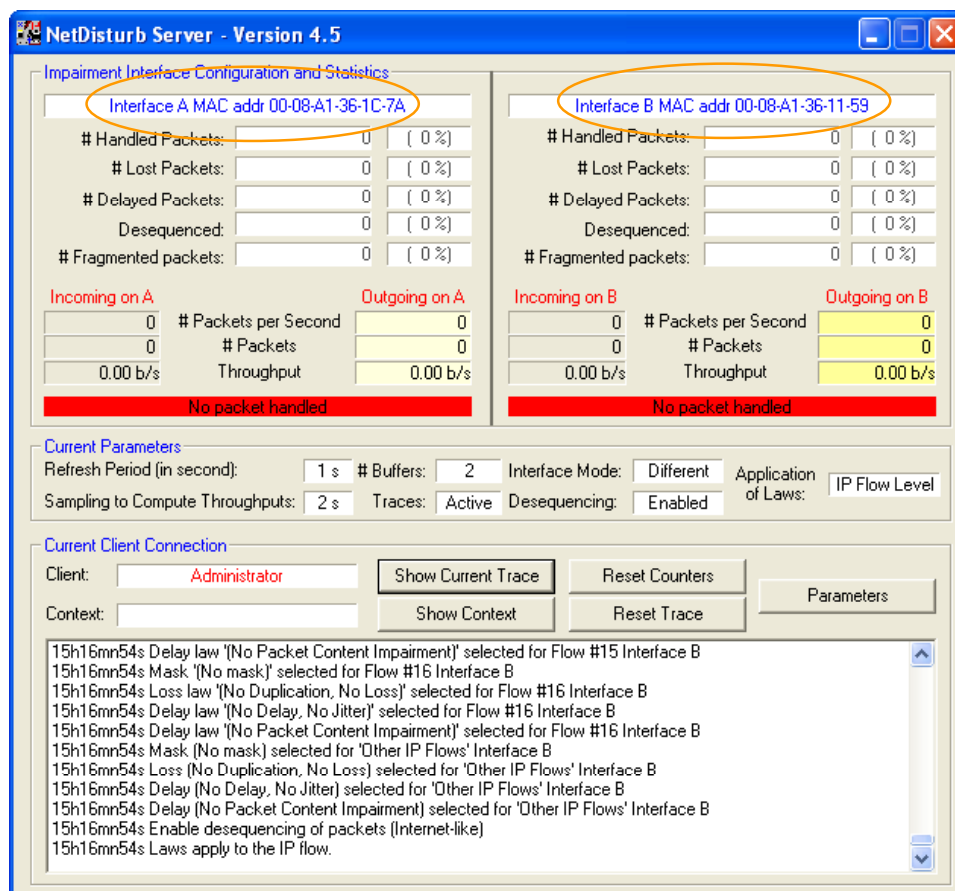 NetDisturb Server - Version 4.5
Impairment Interface Configuration and Statistics
Interface A MAC addr 00-08-A1-36-1C-7A
# Handled Packets: 0 ( 0 %)
# Lost Packets: 0 ( 0 %)
# Delayed Packets: 0 ( 0 %)
Desequenced: 0 ( 0 %)
# Fragmented packets: 0 ( 0 %)
Incoming on A Outgoing on A
0 # Packets per Second 0
0 # Packets 0
0.00 b/s Throughput 0.00 b/s
No packet handled
Interface B MAC addr 00-08-A1-36-11-59
# Handled Packets: 0 ( 0 %)
# Lost Packets: 0 ( 0 %)
# Delayed Packets: 0 ( 0 %)
Desequenced: 0 ( 0 %)
# Fragmented packets: 0 ( 0 %)
Incoming on B Outgoing on B
0 # Packets per Second 0
0 # Packets 0
0.00 b/s Throughput 0.00 b/s
No packet handled
Current Parameters
Refresh Period (in second): 1 s # Buffers: 2 Interface Mode: Different Application of Laws: IP Flow Level
Sampling to Compute Throughputs: 2 s Traces: Active Desequencing: Enabled
Current Client Connection
Client: Administrator Show Current Trace Reset Counters Parameters
Context: Show Context Reset Trace
15h16mn54s Delay law '(No Packet Content Impairment)' selected for Flow #15 Interface B
15h16mn54s Mask '(No mask)' selected for Flow #16 Interface B
15h16mn54s Loss law '(No Duplication, No Loss)' selected for Flow #16 Interface B
15h16mn54s Delay law '(No Delay, No Jitter)' selected for Flow #16 Interface B
15h16mn54s Delay law '(No Packet Content Impairment)' selected for Flow #16 Interface B
15h16mn54s Mask (No mask) selected for 'Other IP Flows' Interface B
15h16mn54s Loss (No Duplication, No Loss) selected for 'Other IP Flows' Interface B
15h16mn54s Delay (No Delay, No Jitter) selected for 'Other IP Flows' Interface B
15h16mn54s Delay (No Packet Content Impairment) selected for 'Other IP Flows' Interface B
15h16mn54s Enable desequencing of packets (Internet-like)
15h16mn54s Laws apply to the IP flow.